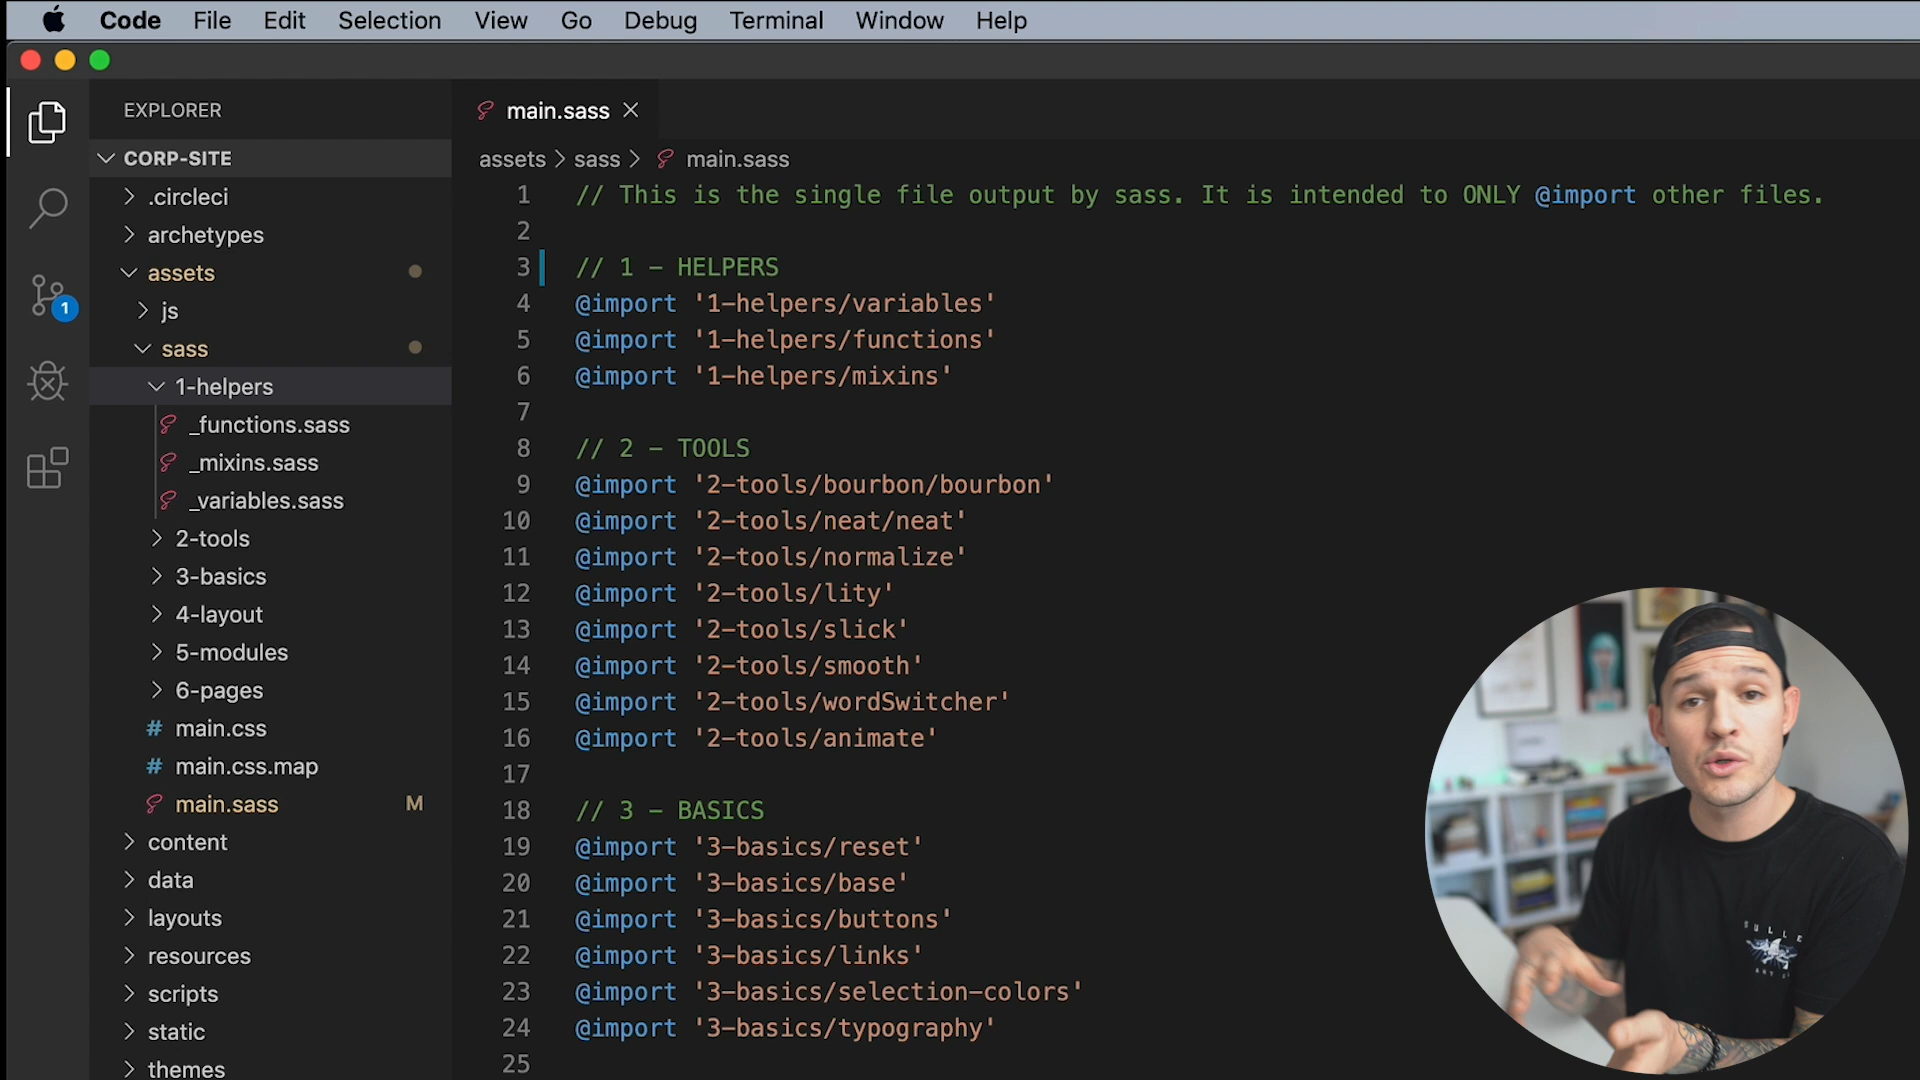 Code File Edit Selection View Go Debug Terminal Window Help
EXPLORER
CORP-SITE
.circleci
archetypes
assets
js
sass
1-helpers
_functions.sass
_mixins.sass
_variables.sass
2-tools
3-basics
4-layout
5-modules
6-pages
# main.css
# main.css.map
main.sass M
content
data
layouts
resources
scripts
static
themes
1
main.sass
assets > sass > main.sass
1 // This is the single file output by sass. It is intended to ONLY @import other files.
2
3 // 1 – HELPERS
4 @import '1-helpers/variables'
5 @import '1-helpers/functions'
6 @import '1-helpers/mixins'
7
8 // 2 – TOOLS
9 @import '2-tools/bourbon/bourbon'
10 @import '2-tools/neat/neat'
11 @import '2-tools/normalize'
12 @import '2-tools/lity'
13 @import '2-tools/slick'
14 @import '2-tools/smooth'
15 @import '2-tools/wordSwitcher'
16 @import '2-tools/animate'
17
18 // 3 – BASICS
19 @import '3-basics/reset'
20 @import '3-basics/base'
21 @import '3-basics/buttons'
22 @import '3-basics/links'
23 @import '3-basics/selection-colors'
24 @import '3-basics/typography'
25